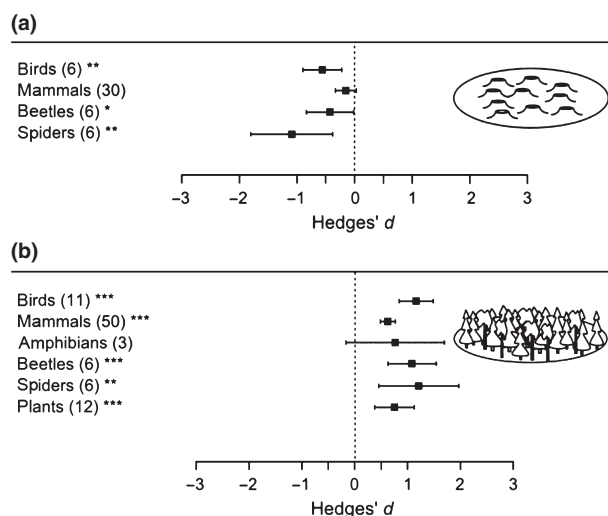 (a)
Birds (6) **
Mammals (30)
Beetles (6) *
Spiders (6) **
−3 −2 −1 0 1 2 3
Hedges' d
(b)
Birds (11) ***
Mammals (50) ***
Amphibians (3)
Beetles (6) ***
Spiders (6) **
Plants (12) ***
−3 −2 −1 0 1 2 3
Hedges' d